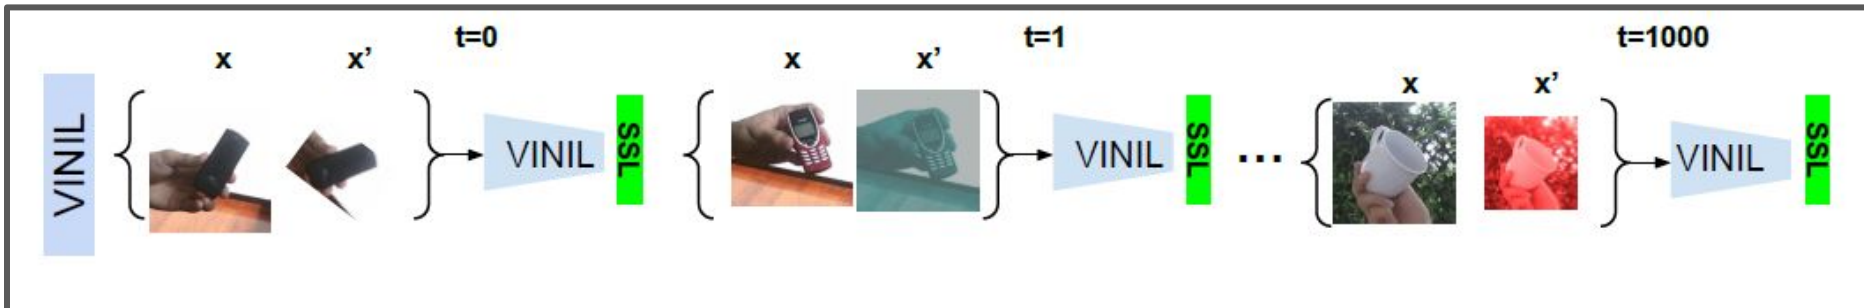 VINIL
x
x’
t=0
VINIL
SSL
x
x’
t=1
VINIL
SSL
...
x
x’
t=1000
VINIL
SSL